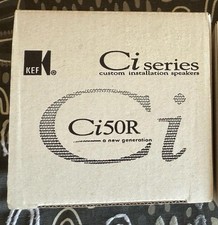 KEF®
Ci series
custom installation speakers
Ci
Ci50R
a new generation